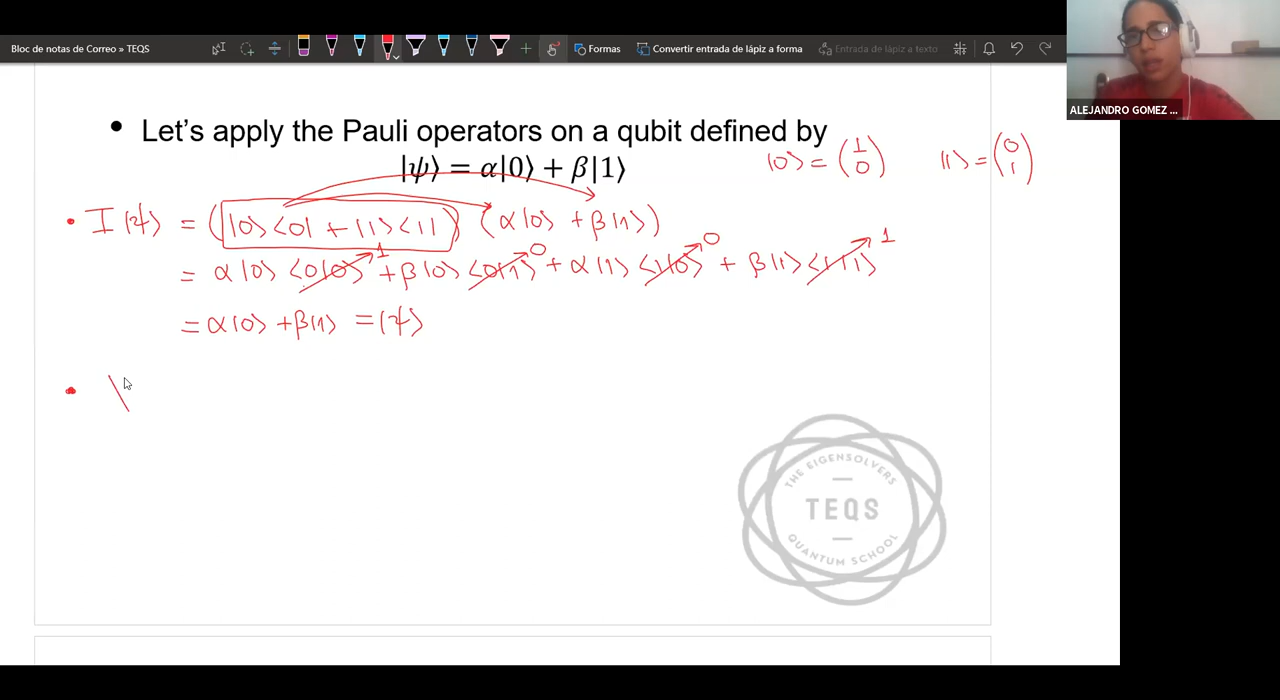 Bloc de notas de Correo » TEQS
Formas
Convertir entrada de lápiz a forma
Entrada de lápiz a texto
ALEJANDRO GOMEZ ...
• Let's apply the Pauli operators on a qubit defined by
|ψ⟩ = α|0⟩ + β|1⟩
|0⟩ = (1 0)
|1⟩ = (0 1)
• I|ψ⟩ = (|0⟩⟨0| + |1⟩⟨1|) (α|0⟩ + β|1⟩)
= α|0⟩⟨0|0⟩ 1 + β|0⟩⟨0|1⟩ 0 + α|1⟩⟨1|0⟩ 0 + β|1⟩⟨1|1⟩ 1
= α|0⟩ + β|1⟩ = |ψ⟩
• \
THE EIGENSOLVERS
TEQS
QUANTUM SCHOOL